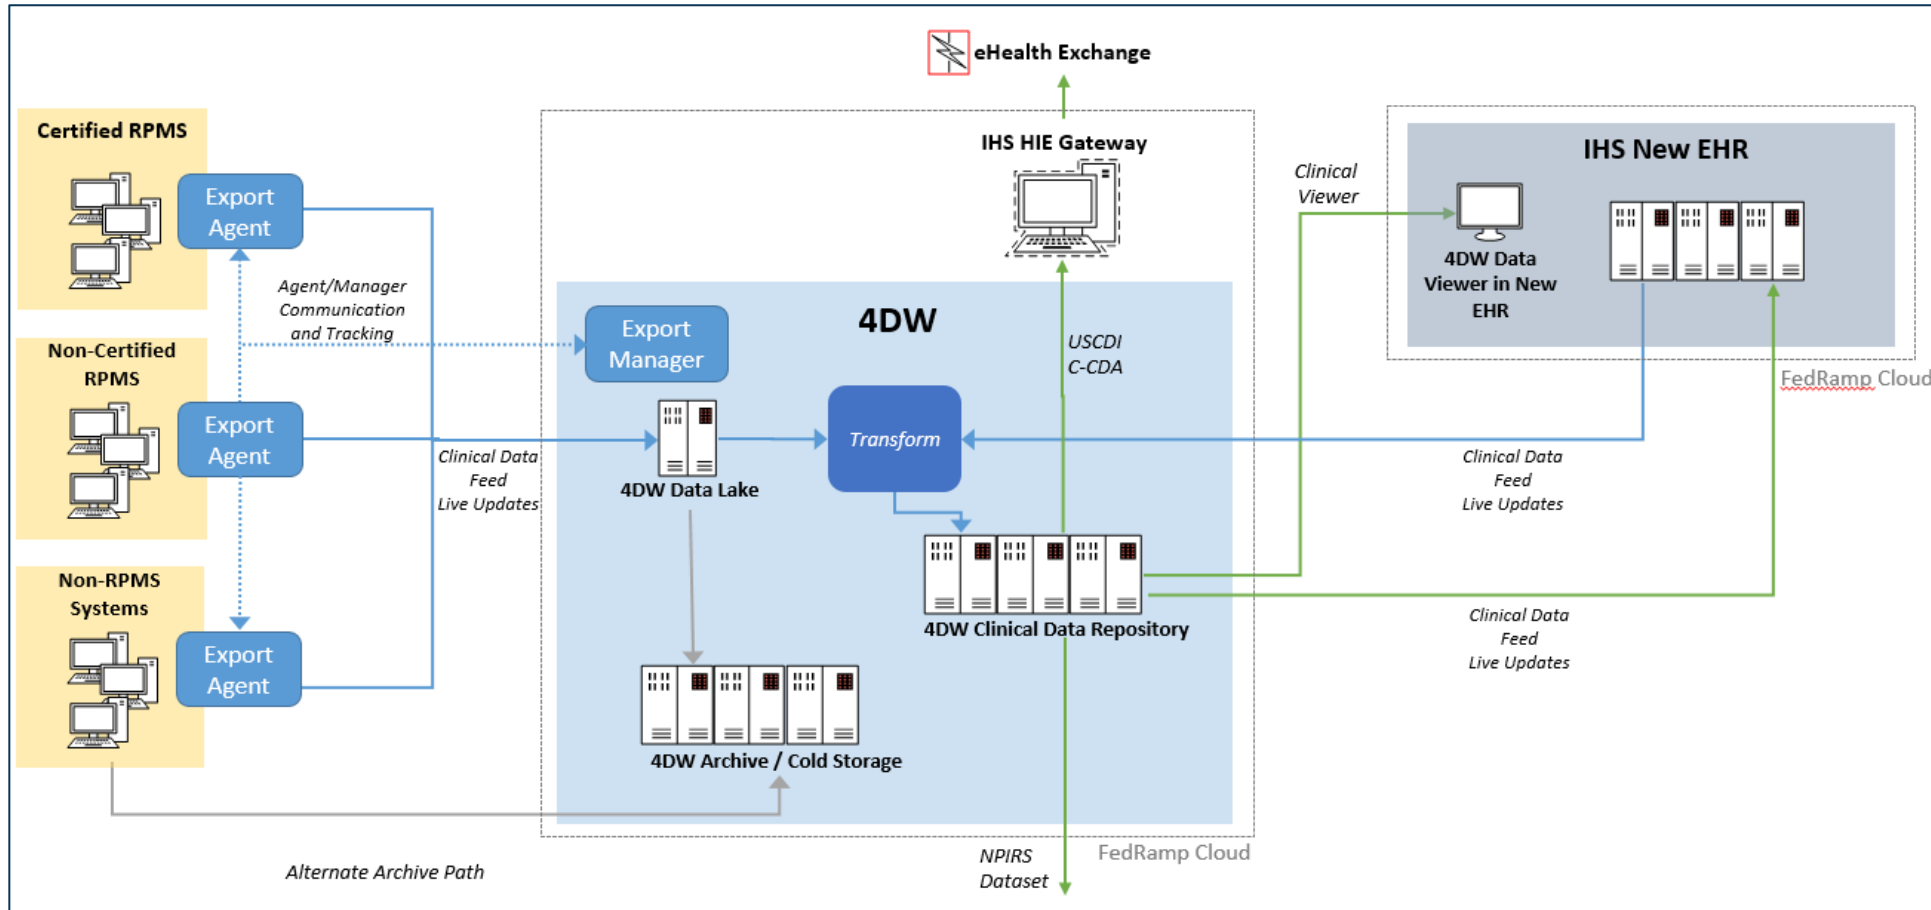 eHealth Exchange
Certified RPMS
Export
Agent
Agent/Manager
Communication
and Tracking
Non-Certified
RPMS
Export
Agent
Clinical Data
Feed
Live Updates
Non-RPMS
Systems
Export
Agent
Alternate Archive Path
IHS HIE Gateway
4DW
Export
Manager
USCDI
C-CDA
Transform
4DW Data Lake
4DW Clinical Data Repository
4DW Archive / Cold Storage
NPIRS
Dataset
FedRamp Cloud
Clinical
Viewer
IHS New EHR
4DW Data
Viewer in New
EHR
FedRamp Cloud
Clinical Data
Feed
Live Updates
Clinical Data
Feed
Live Updates